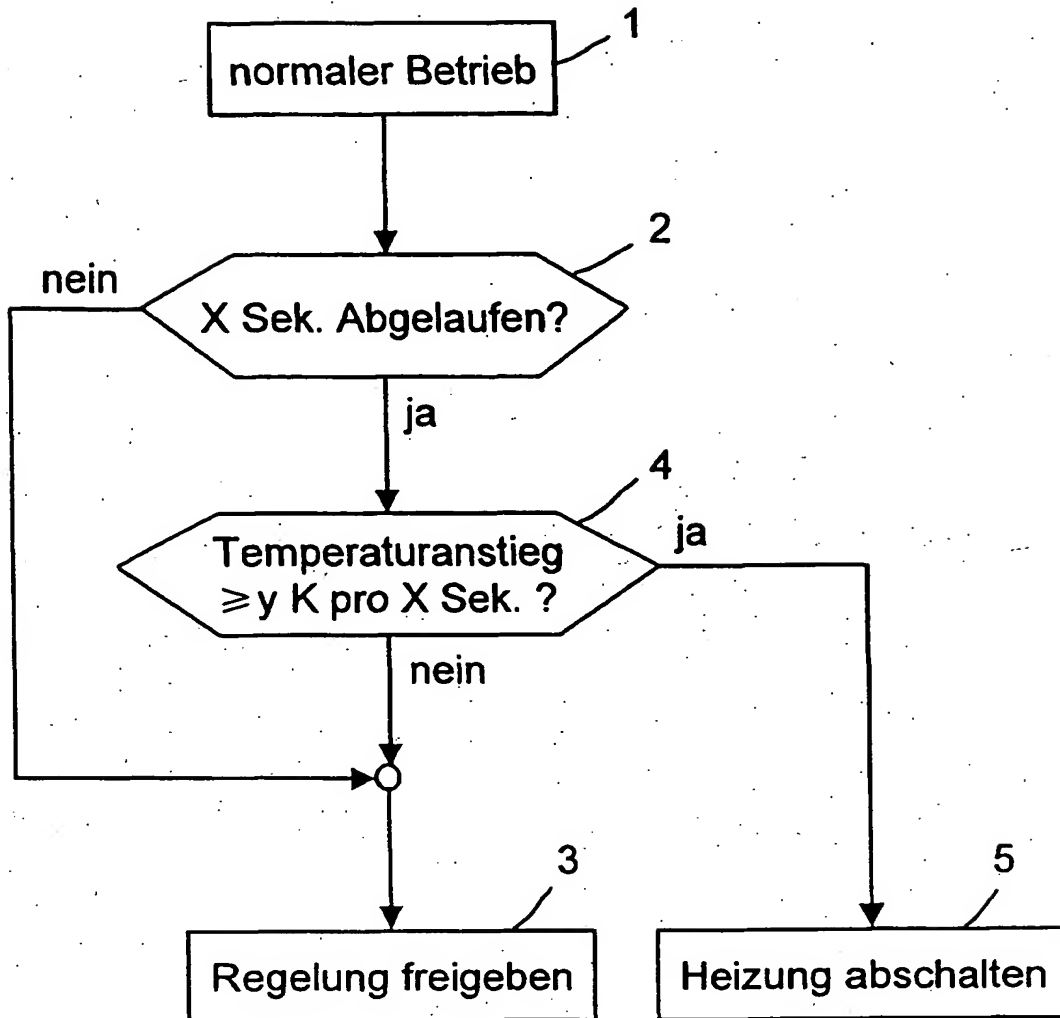 1
normaler Betrieb
2
nein
X Sek. Abgelaufen?
ja
4
Temperaturanstieg
ja
≥ y K pro X Sek. ?
nein
3
5
Regelung freigeben
Heizung abschalten